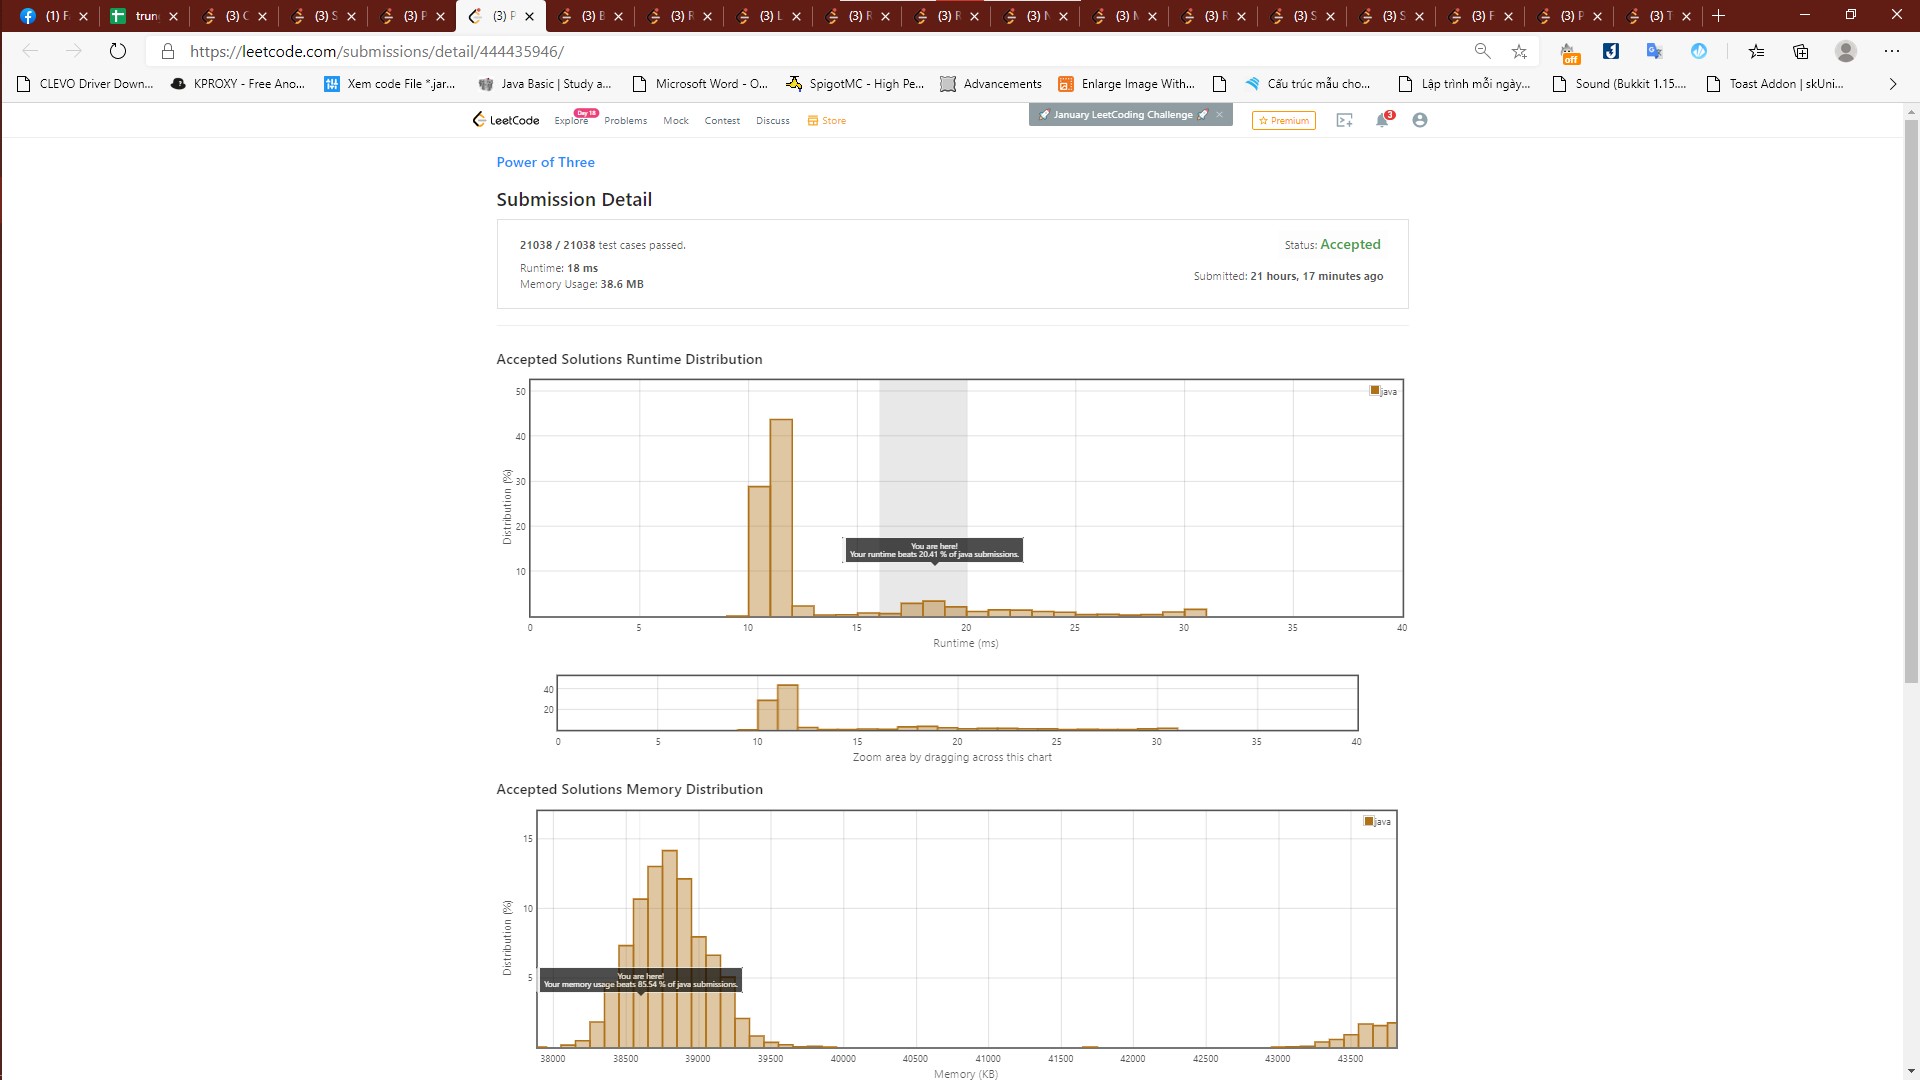 (1) F
trun
(3) C
(3) S
(3) P
(3) P
(3) B
(3) R
(3) L
(3) R
(3) R
(3) N
(3) M
(3) R
(3) S
(3) S
(3) F
(3) P
(3) T
https://leetcode.com/submissions/detail/444435946/
off
CLEVO Driver Down...
KPROXY - Free Ano...
Xem code File *.jar...
Java Basic | Study a...
Microsoft Word - O...
SpigotMC - High Pe...
Advancements
Enlarge Image With...
Cấu trúc mẫu cho...
Lập trình mỗi ngày...
Sound (Bukkit 1.15....
Toast Addon | skUni...
LeetCode
Explore
Day 18
Problems
Mock
Contest
Discuss
Store
January LeetCoding Challenge
Premium
3
Power of Three
Submission Detail
21038 / 21038 test cases passed.
Status: Accepted
Runtime: 18 ms
Submitted: 21 hours, 17 minutes ago
Memory Usage: 38.6 MB
Accepted Solutions Runtime Distribution
java
50
40
30
20
10
Distribution (%)
You are here!
Your runtime beats 20.41 % of java submissions.
0 5 10 15 20 25 30 35 40
Runtime (ms)
40
20
0 5 10 15 20 25 30 35 40
Zoom area by dragging across this chart
Accepted Solutions Memory Distribution
java
15
10
5
Distribution (%)
You are here!
Your memory usage beats 85.54 % of java submissions.
38000 38500 39000 39500 40000 40500 41000 41500 42000 42500 43000 43500
Memory (KB)